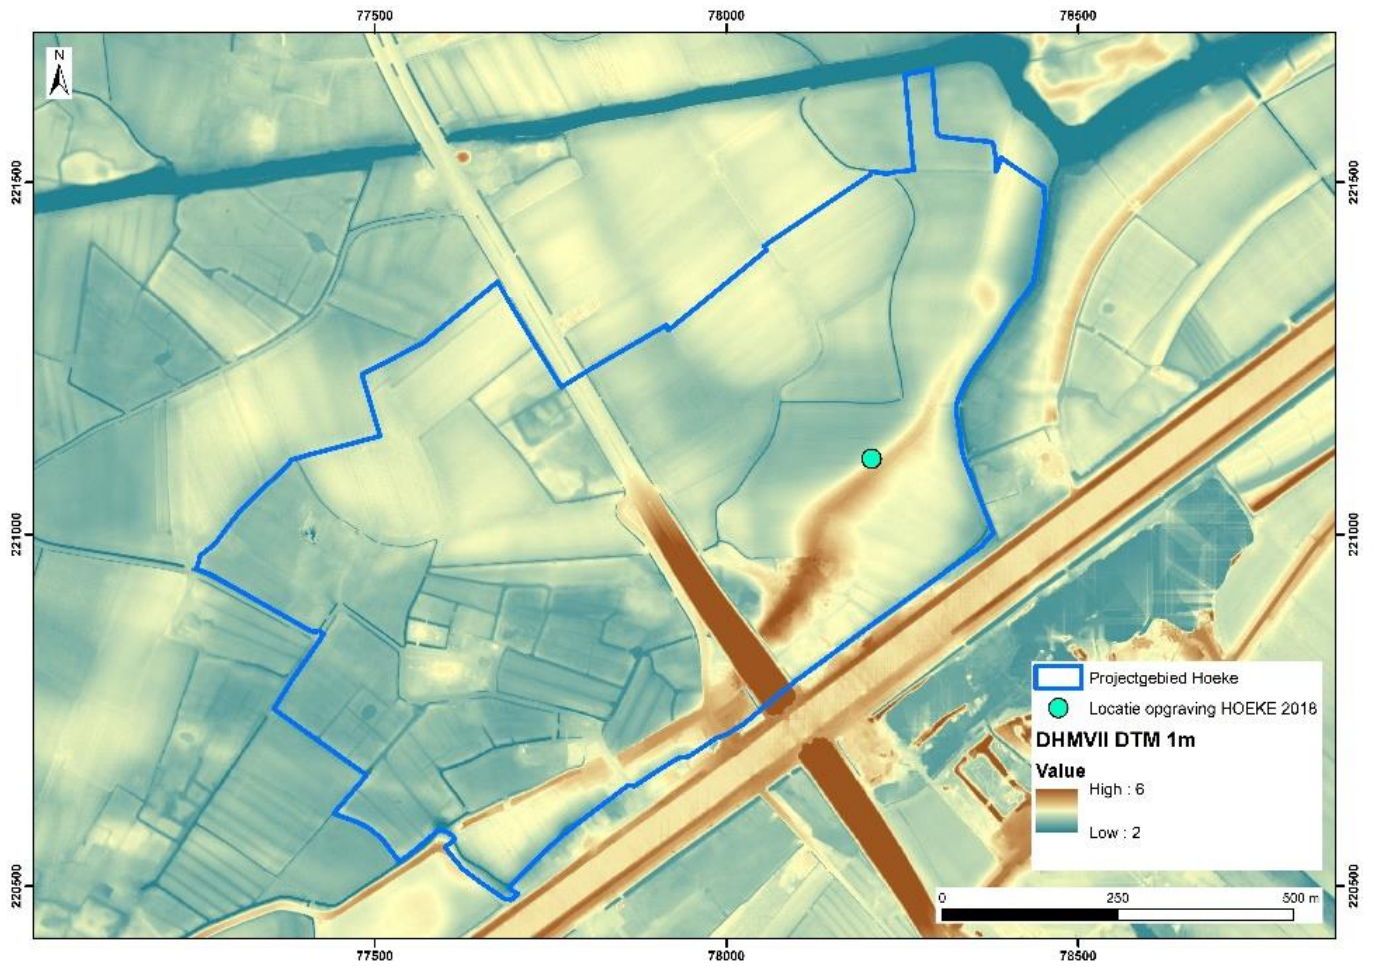 77500 78000 78500
N
221500 221500
221000 221000
Projectgebied Hoeke
Locatie opgraving HOEKE 2018
DHMVII DTM 1m
Value
High : 6
Low : 2
220500 220500
0 250 500 m
77500 78000 78500